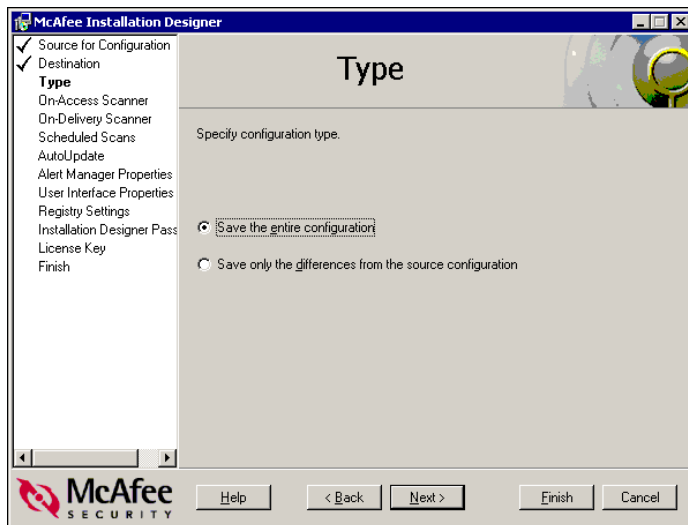 McAfee Installation Designer
Source for Configuration
Destination
Type
On-Access Scanner
On-Delivery Scanner
Scheduled Scans
AutoUpdate
Alert Manager Properties
User Interface Properties
Registry Settings
Installation Designer Pass
License Key
Finish
Type
Specify configuration type.
Save the entire configuration
Save only the differences from the source configuration
McAfee
SECURITY
Help
< Back
Next >
Finish
Cancel